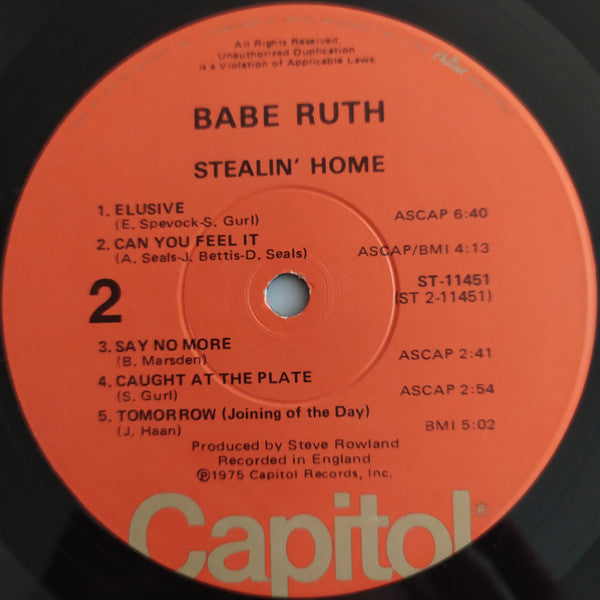 All Rights Reserved.
Unauthorized Duplication
is a Violation of Applicable Laws.
Capitol
BABE RUTH
STEALIN' HOME
1. ELUSIVE
(E. Spevock-S. Gurl) ASCAP 6:40
2. CAN YOU FEEL IT
(A. Seals-J. Bettis-D. Seals) ASCAP/BMI 4:13
2
ST-11451
(ST 2-11451)
3. SAY NO MORE
(B. Marsden) ASCAP 2:41
4. CAUGHT AT THE PLATE
(S. Gurl) ASCAP 2:54
5. TOMORROW (Joining of the Day)
(J. Haan) BMI 5:02
Produced by Steve Rowland
Recorded in England
℗1975 Capitol Records, Inc.
Capitol®